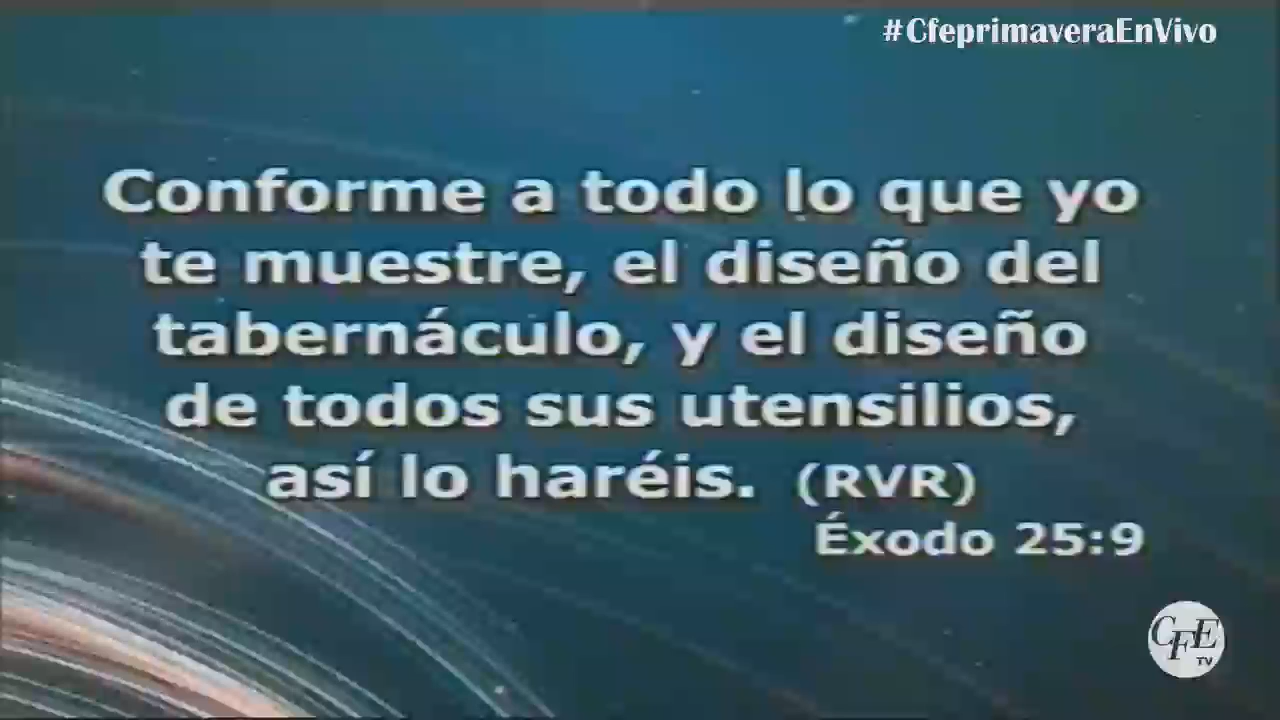 #CfeprimaveraEnVivo
Conforme a todo lo que yo
te muestre, el diseño del
tabernáculo, y el diseño
de todos sus utensilios,
así lo haréis. (RVR)
Éxodo 25:9
CFE
TV